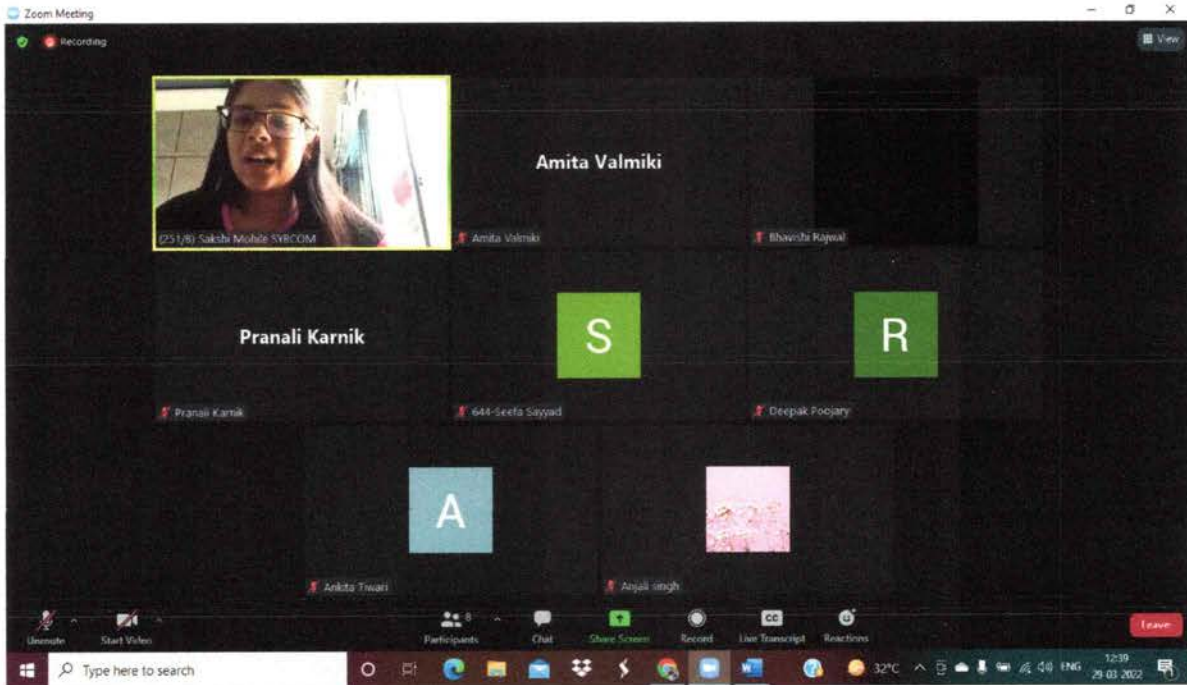 Zoom Meeting
Recording
View
(251/B) Sakshi Mohile SYBCOM
Amita Valmiki
Amita Valmiki
Bhavishi Rajwal
Pranali Karnik
Pranali Karnik
S
644-Seefa Sayyad
R
Deepak Poojary
A
Ankita Tiwari
Anjali singh
Unmute
Start Video
Participants
8
Chat
Share Screen
Record
CC
Live Transcript
Reactions
Leave
Type here to search
32°C
ENG
12:39
29-03-2022